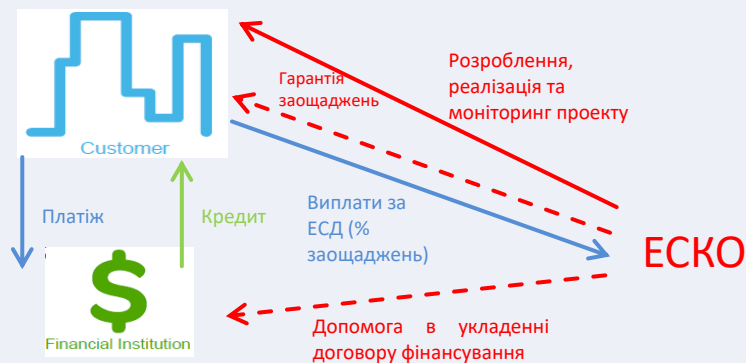 Розроблення,
реалізація та
моніторинг проекту
Гарантія
заощаджень
Customer
Платіж
Кредит
Виплати за
ЕСД (%
заощаджень)
ЕСКО
$
Financial Institution
Допомога в укладенні
договору фінансування